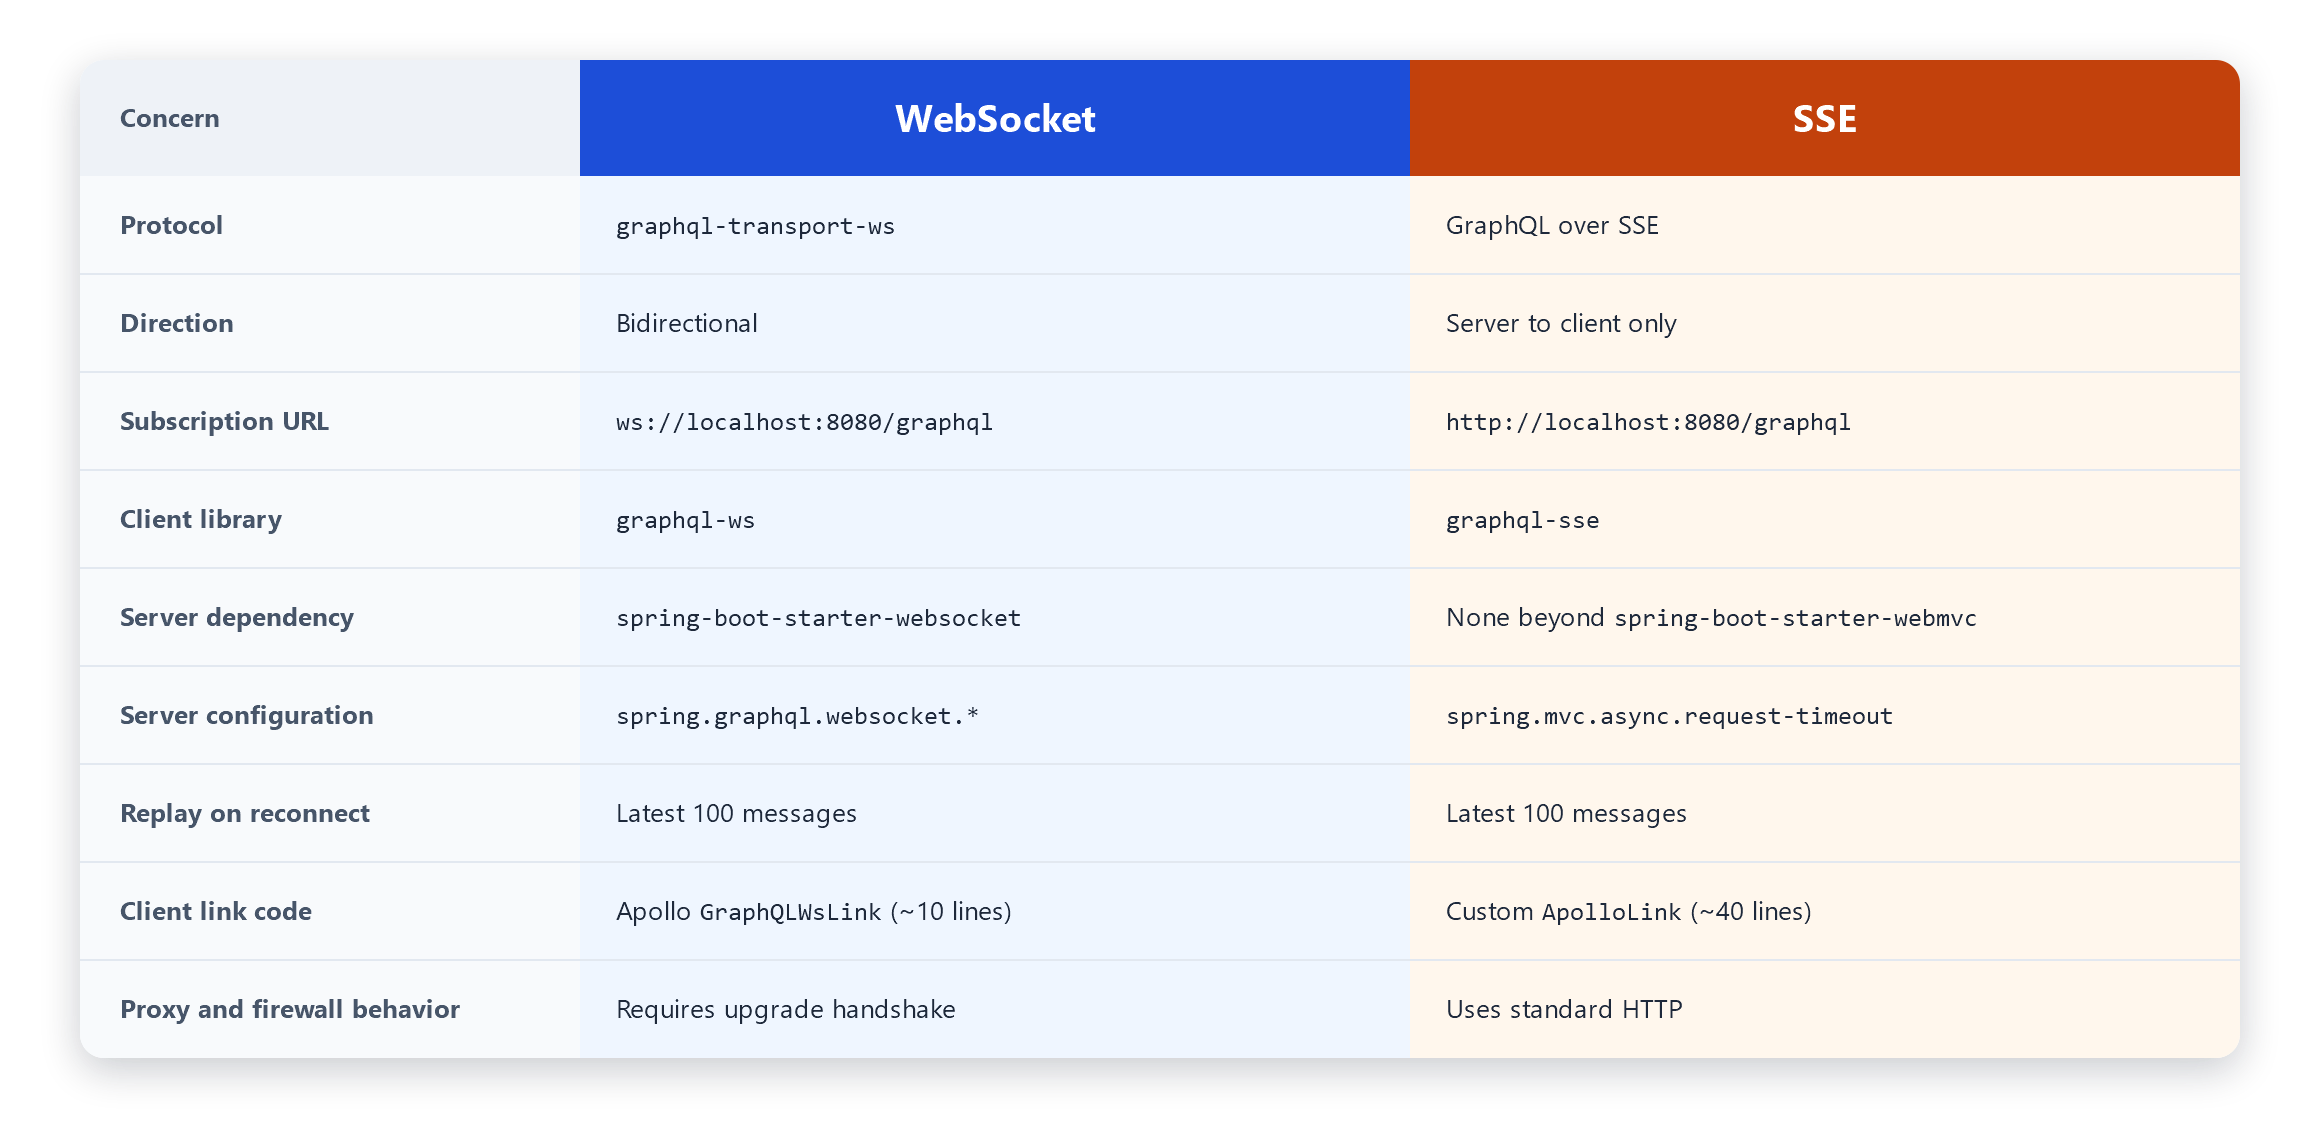 Concern WebSocket SSE
Protocol graphql-transport-ws GraphQL over SSE
Direction Bidirectional Server to client only
Subscription URL ws://localhost:8080/graphql http://localhost:8080/graphql
Client library graphql-ws graphql-sse
Server dependency spring-boot-starter-websocket None beyond spring-boot-starter-webmvc
Server configuration spring.graphql.websocket.* spring.mvc.async.request-timeout
Replay on reconnect Latest 100 messages Latest 100 messages
Client link code Apollo GraphQLWsLink (~10 lines) Custom ApolloLink (~40 lines)
Proxy and firewall behavior Requires upgrade handshake Uses standard HTTP